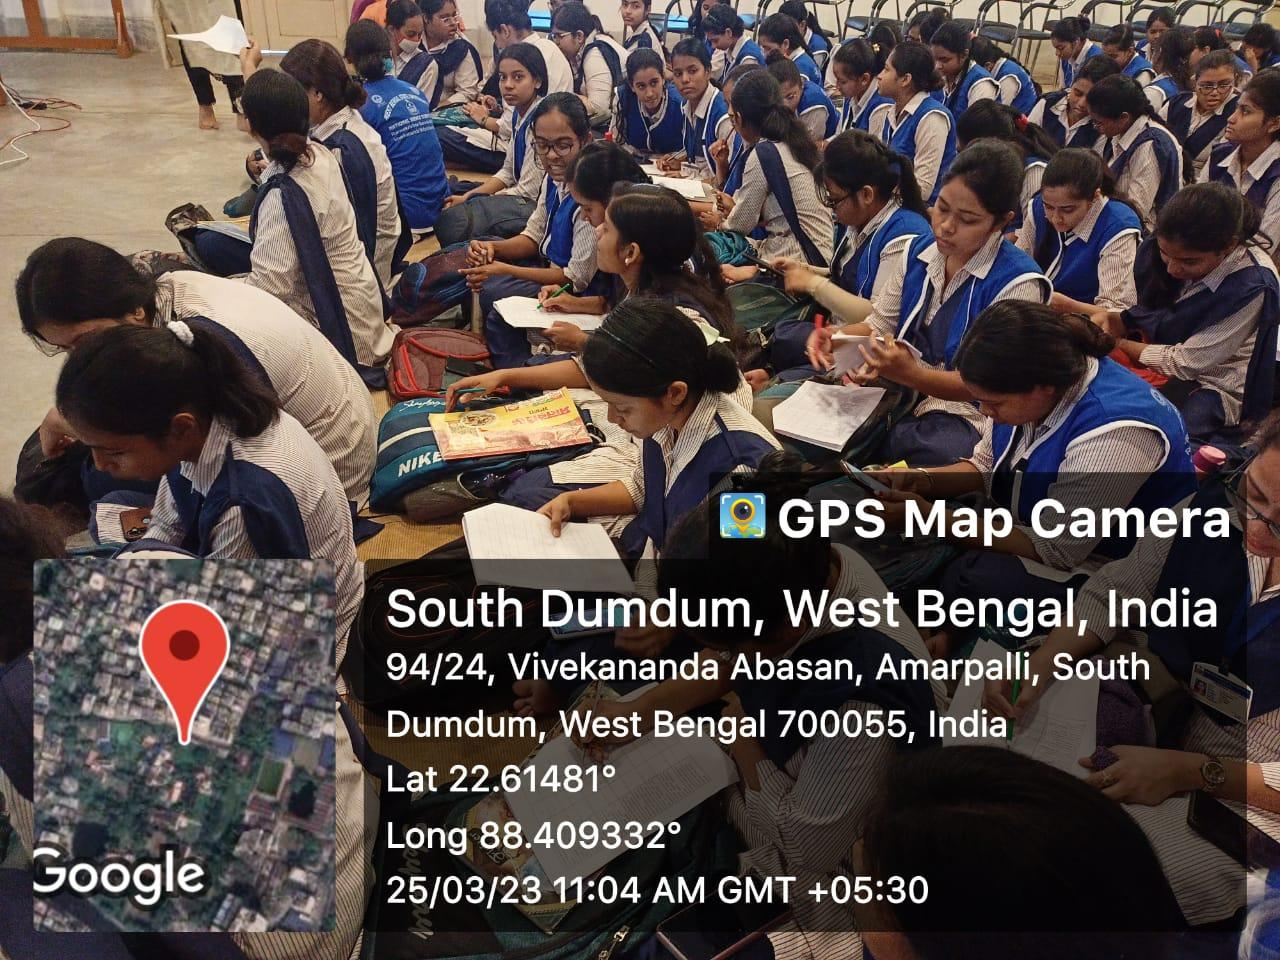 NIKE
GPS Map Camera
South Dumdum, West Bengal, India
94/24, Vivekananda Abasan, Amarpalli, South
Dumdum, West Bengal 700055, India
Lat 22.61481°
Long 88.409332°
25/03/23 11:04 AM GMT +05:30
Google